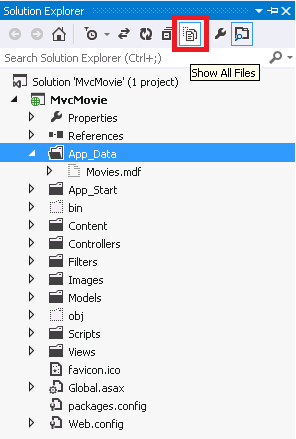 Solution Explorer
Search Solution Explorer (Ctrl+;)
Show All Files
Solution 'MvcMovie' (1 project)
MvcMovie
Properties
References
App_Data
Movies.mdf
App_Start
bin
Content
Controllers
Filters
Images
Models
obj
Scripts
Views
favicon.ico
Global.asax
packages.config
Web.config